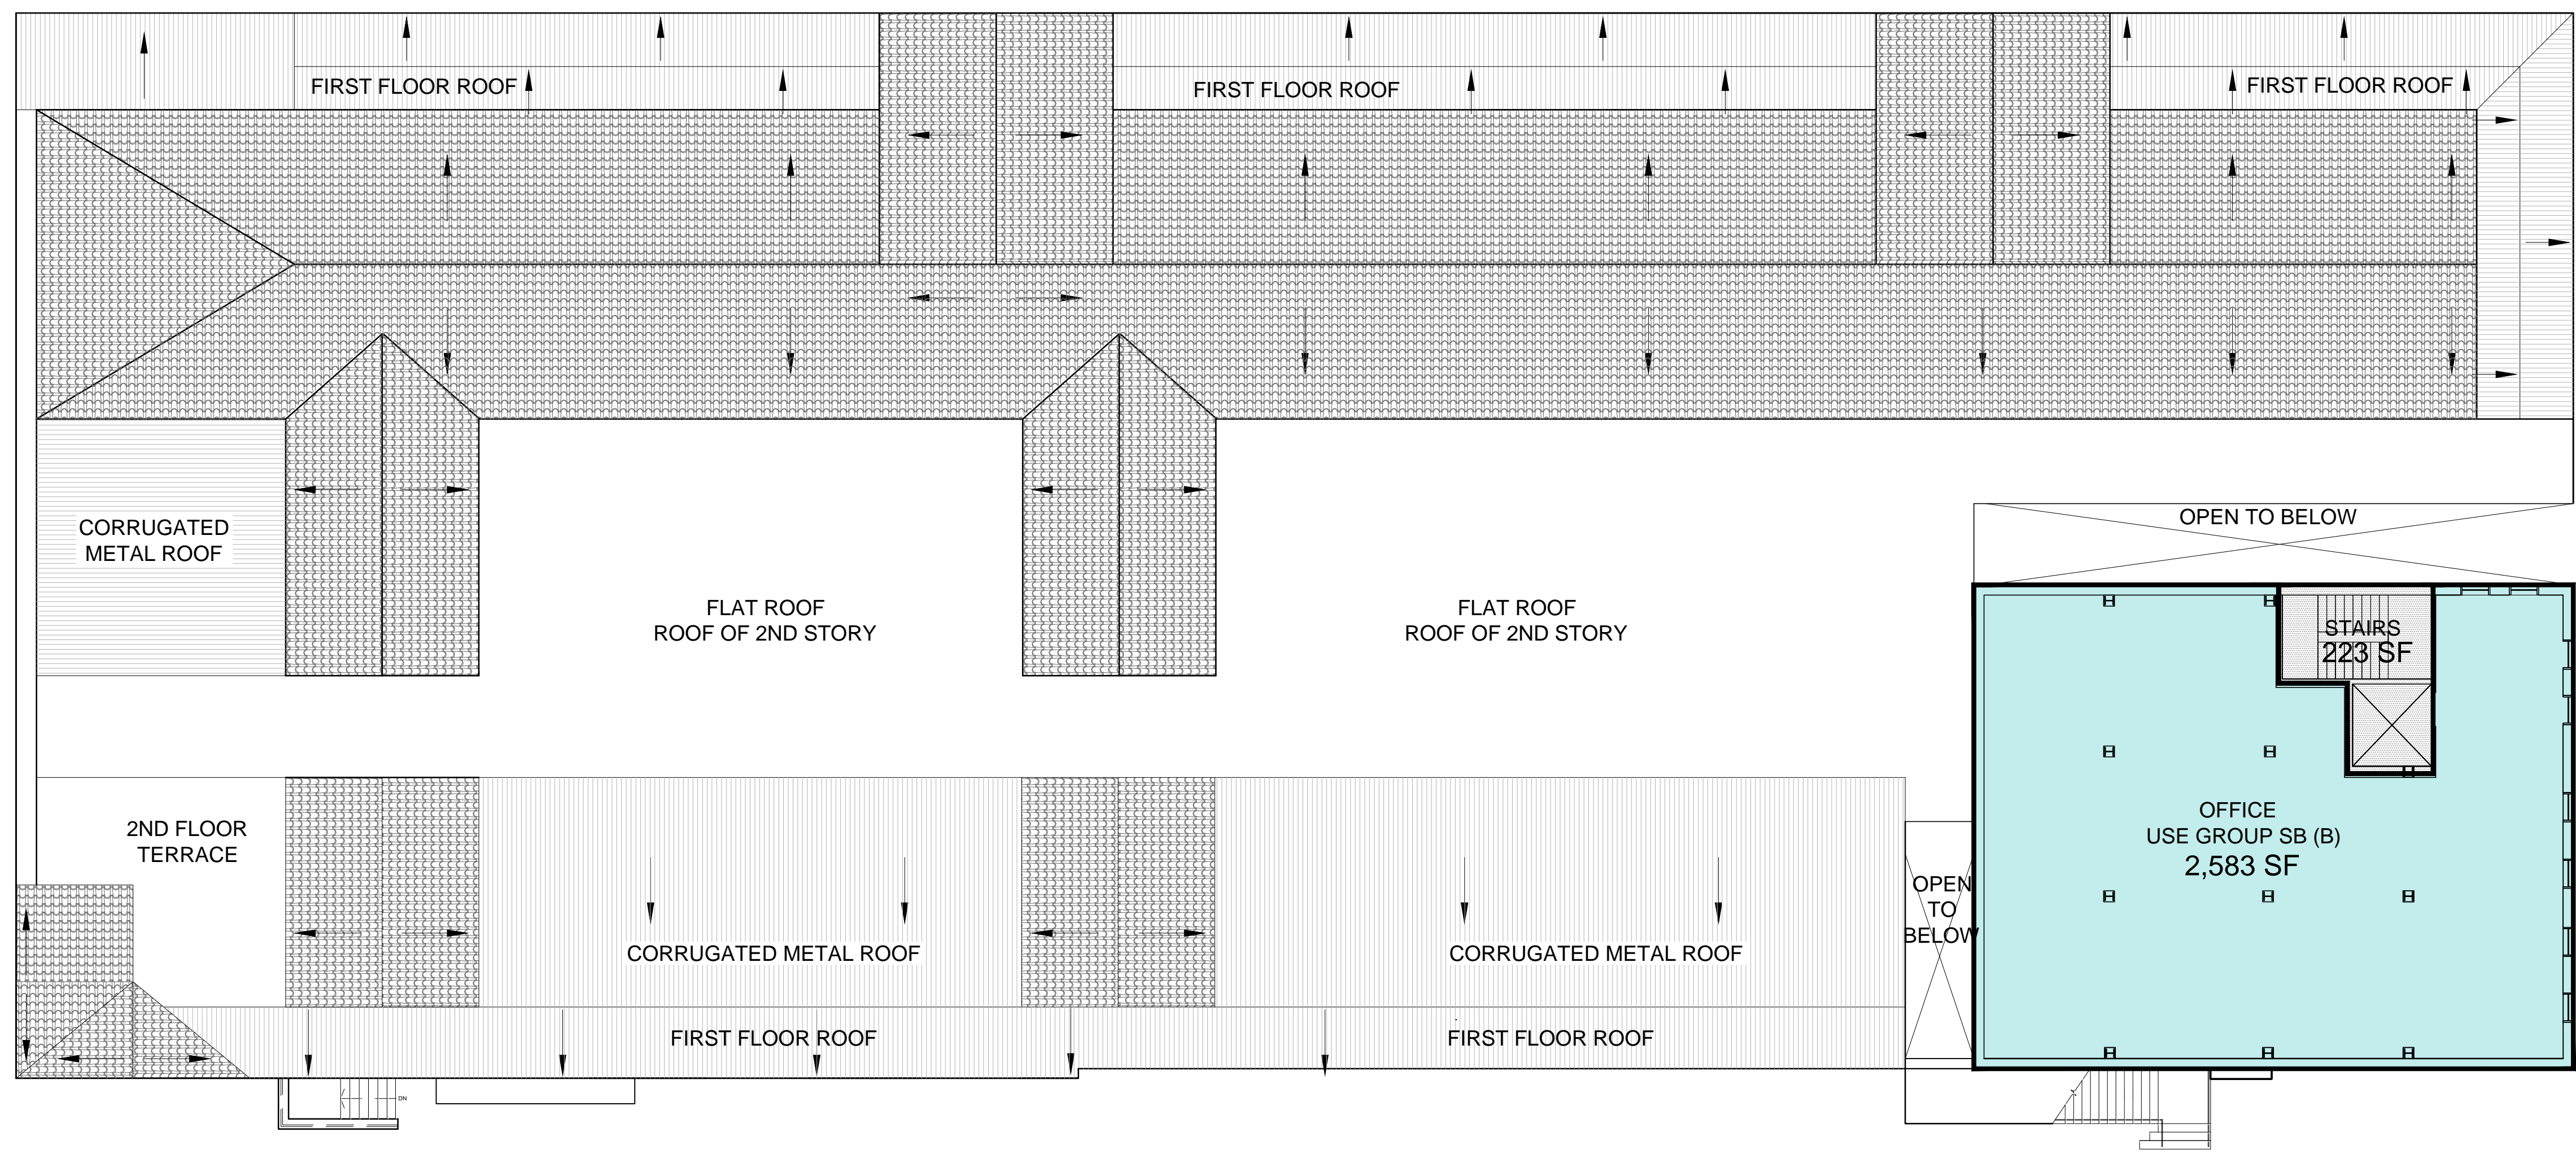 FIRST FLOOR ROOF
FIRST FLOOR ROOF
FIRST FLOOR ROOF
CORRUGATED
METAL ROOF
OPEN TO BELOW
FLAT ROOF
ROOF OF 2ND STORY
FLAT ROOF
ROOF OF 2ND STORY
STAIRS
223 SF
2ND FLOOR
TERRACE
OFFICE
USE GROUP SB (B)
2,583 SF
OPEN
TO
BELOW
CORRUGATED METAL ROOF
CORRUGATED METAL ROOF
FIRST FLOOR ROOF
FIRST FLOOR ROOF
DN